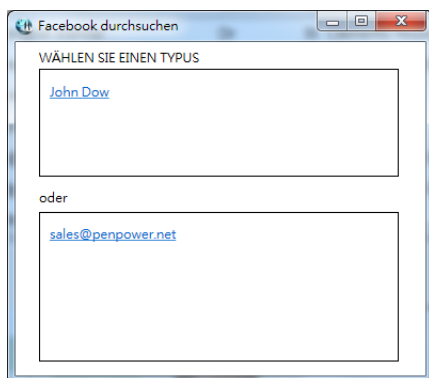 Facebook durchsuchen
WÄHLEN SIE EINEN TYPUS
John Dow
oder
sales@penpower.net